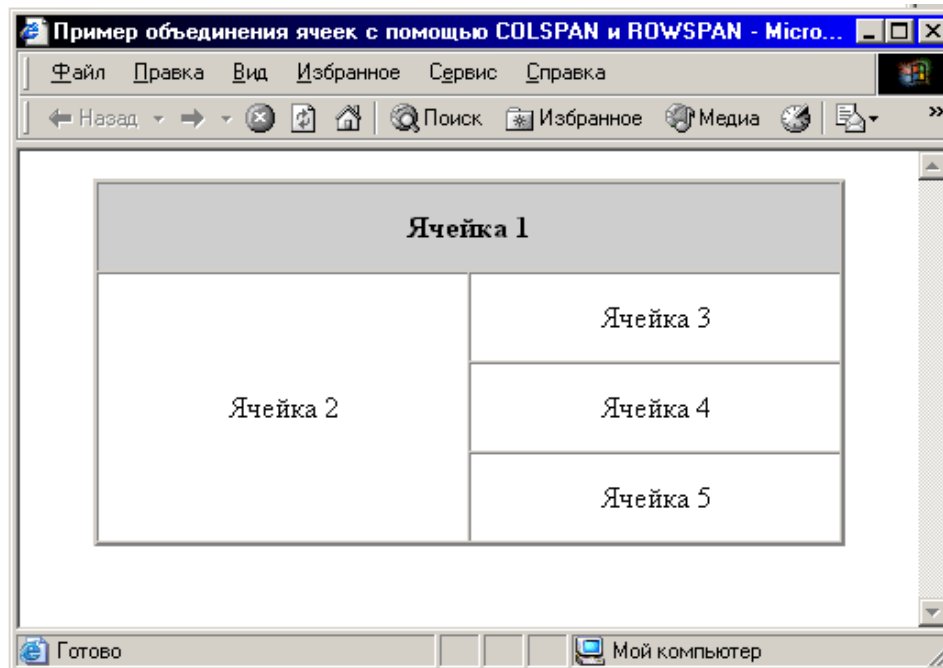 Пример объединения ячеек с помощью COLSPAN и ROWSPAN - Micro...
Файл Правка Вид Избранное Сервис Справка
Назад Поиск Избранное Медиа »
Ячейка 1
Ячейка 3
Ячейка 2 Ячейка 4
Ячейка 5
Готово Мой компьютер